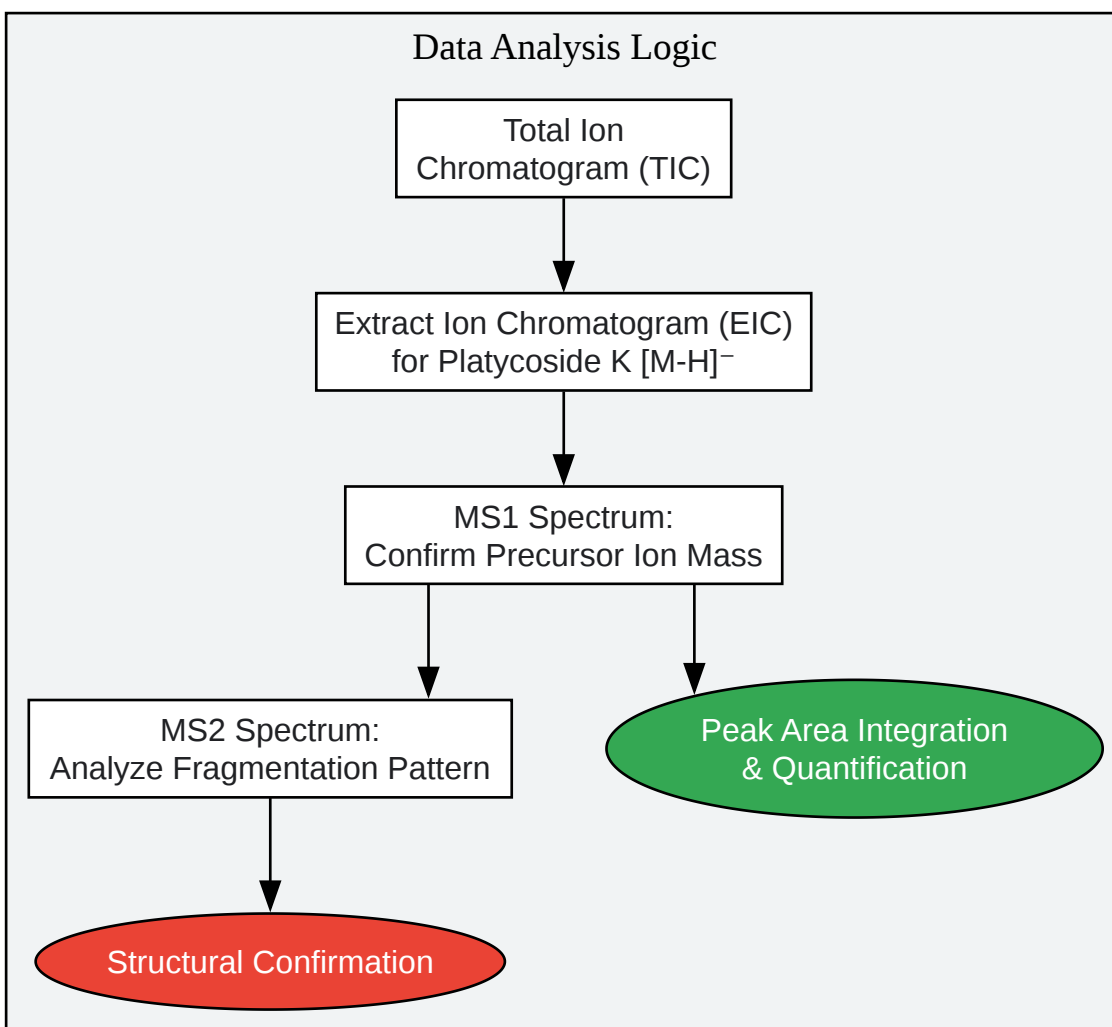 Data Analysis Logic
Total Ion
Chromatogram (TIC)
Extract Ion Chromatogram (EIC)
for Platycoside K [M-H]⁻
MS1 Spectrum:
Confirm Precursor Ion Mass
MS2 Spectrum:
Analyze Fragmentation Pattern
Peak Area Integration
& Quantification
Structural Confirmation